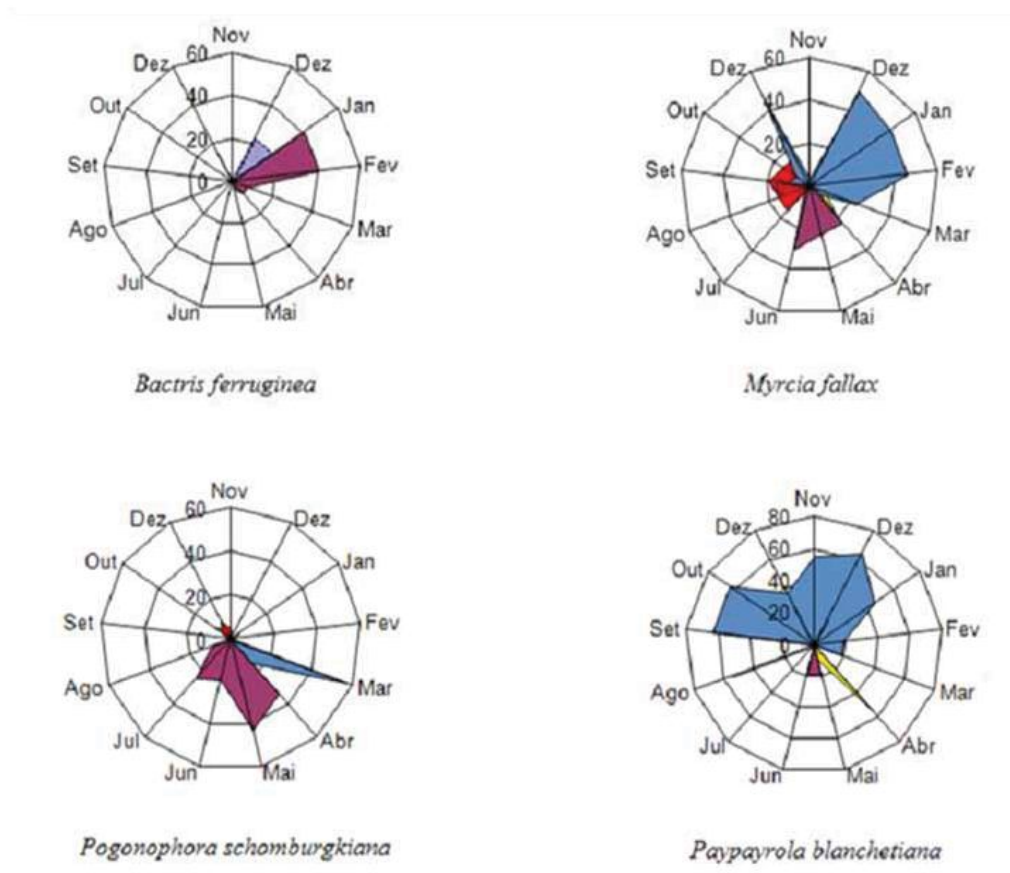 Nov
60
Dez
Dez
40
Out
Jan
20
Set
0
Fev
Ago
Mar
Jul
Abr
Jun
Mai
Bactris ferruginea
Nov
60
Dez
Dez
40
Out
Jan
20
Set
Fev
Ago
Mar
Jul
Abr
Jun
Mai
Myrcia fallax
Nov
60
Dez
Dez
40
Out
Jan
20
Set
0
Fev
Ago
Mar
Jul
Abr
Jun
Mai
Pogonophora schomburgkiana
Nov
80
Dez
Dez
60
Out
Jan
40
20
Set
0
Fev
Ago
Mar
Jul
Abr
Jun
Mai
Paypayrola blanchetiana